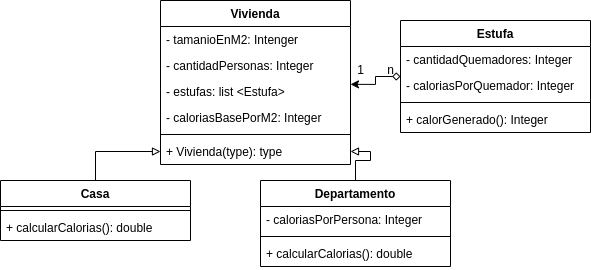 Vivienda
- tamanioEnM2: Intenger
- cantidadPersonas: Integer
- estufas: list <Estufa>
- caloriasBasePorM2: Integer
+ Vivienda(type): type
1
n
Estufa
- cantidadQuemadores: Integer
- caloriasPorQuemador: Integer
+ calorGenerado(): Integer
Casa
+ calcularCalorias(): double
Departamento
- caloriasPorPersona: Integer
+ calcularCalorias(): double